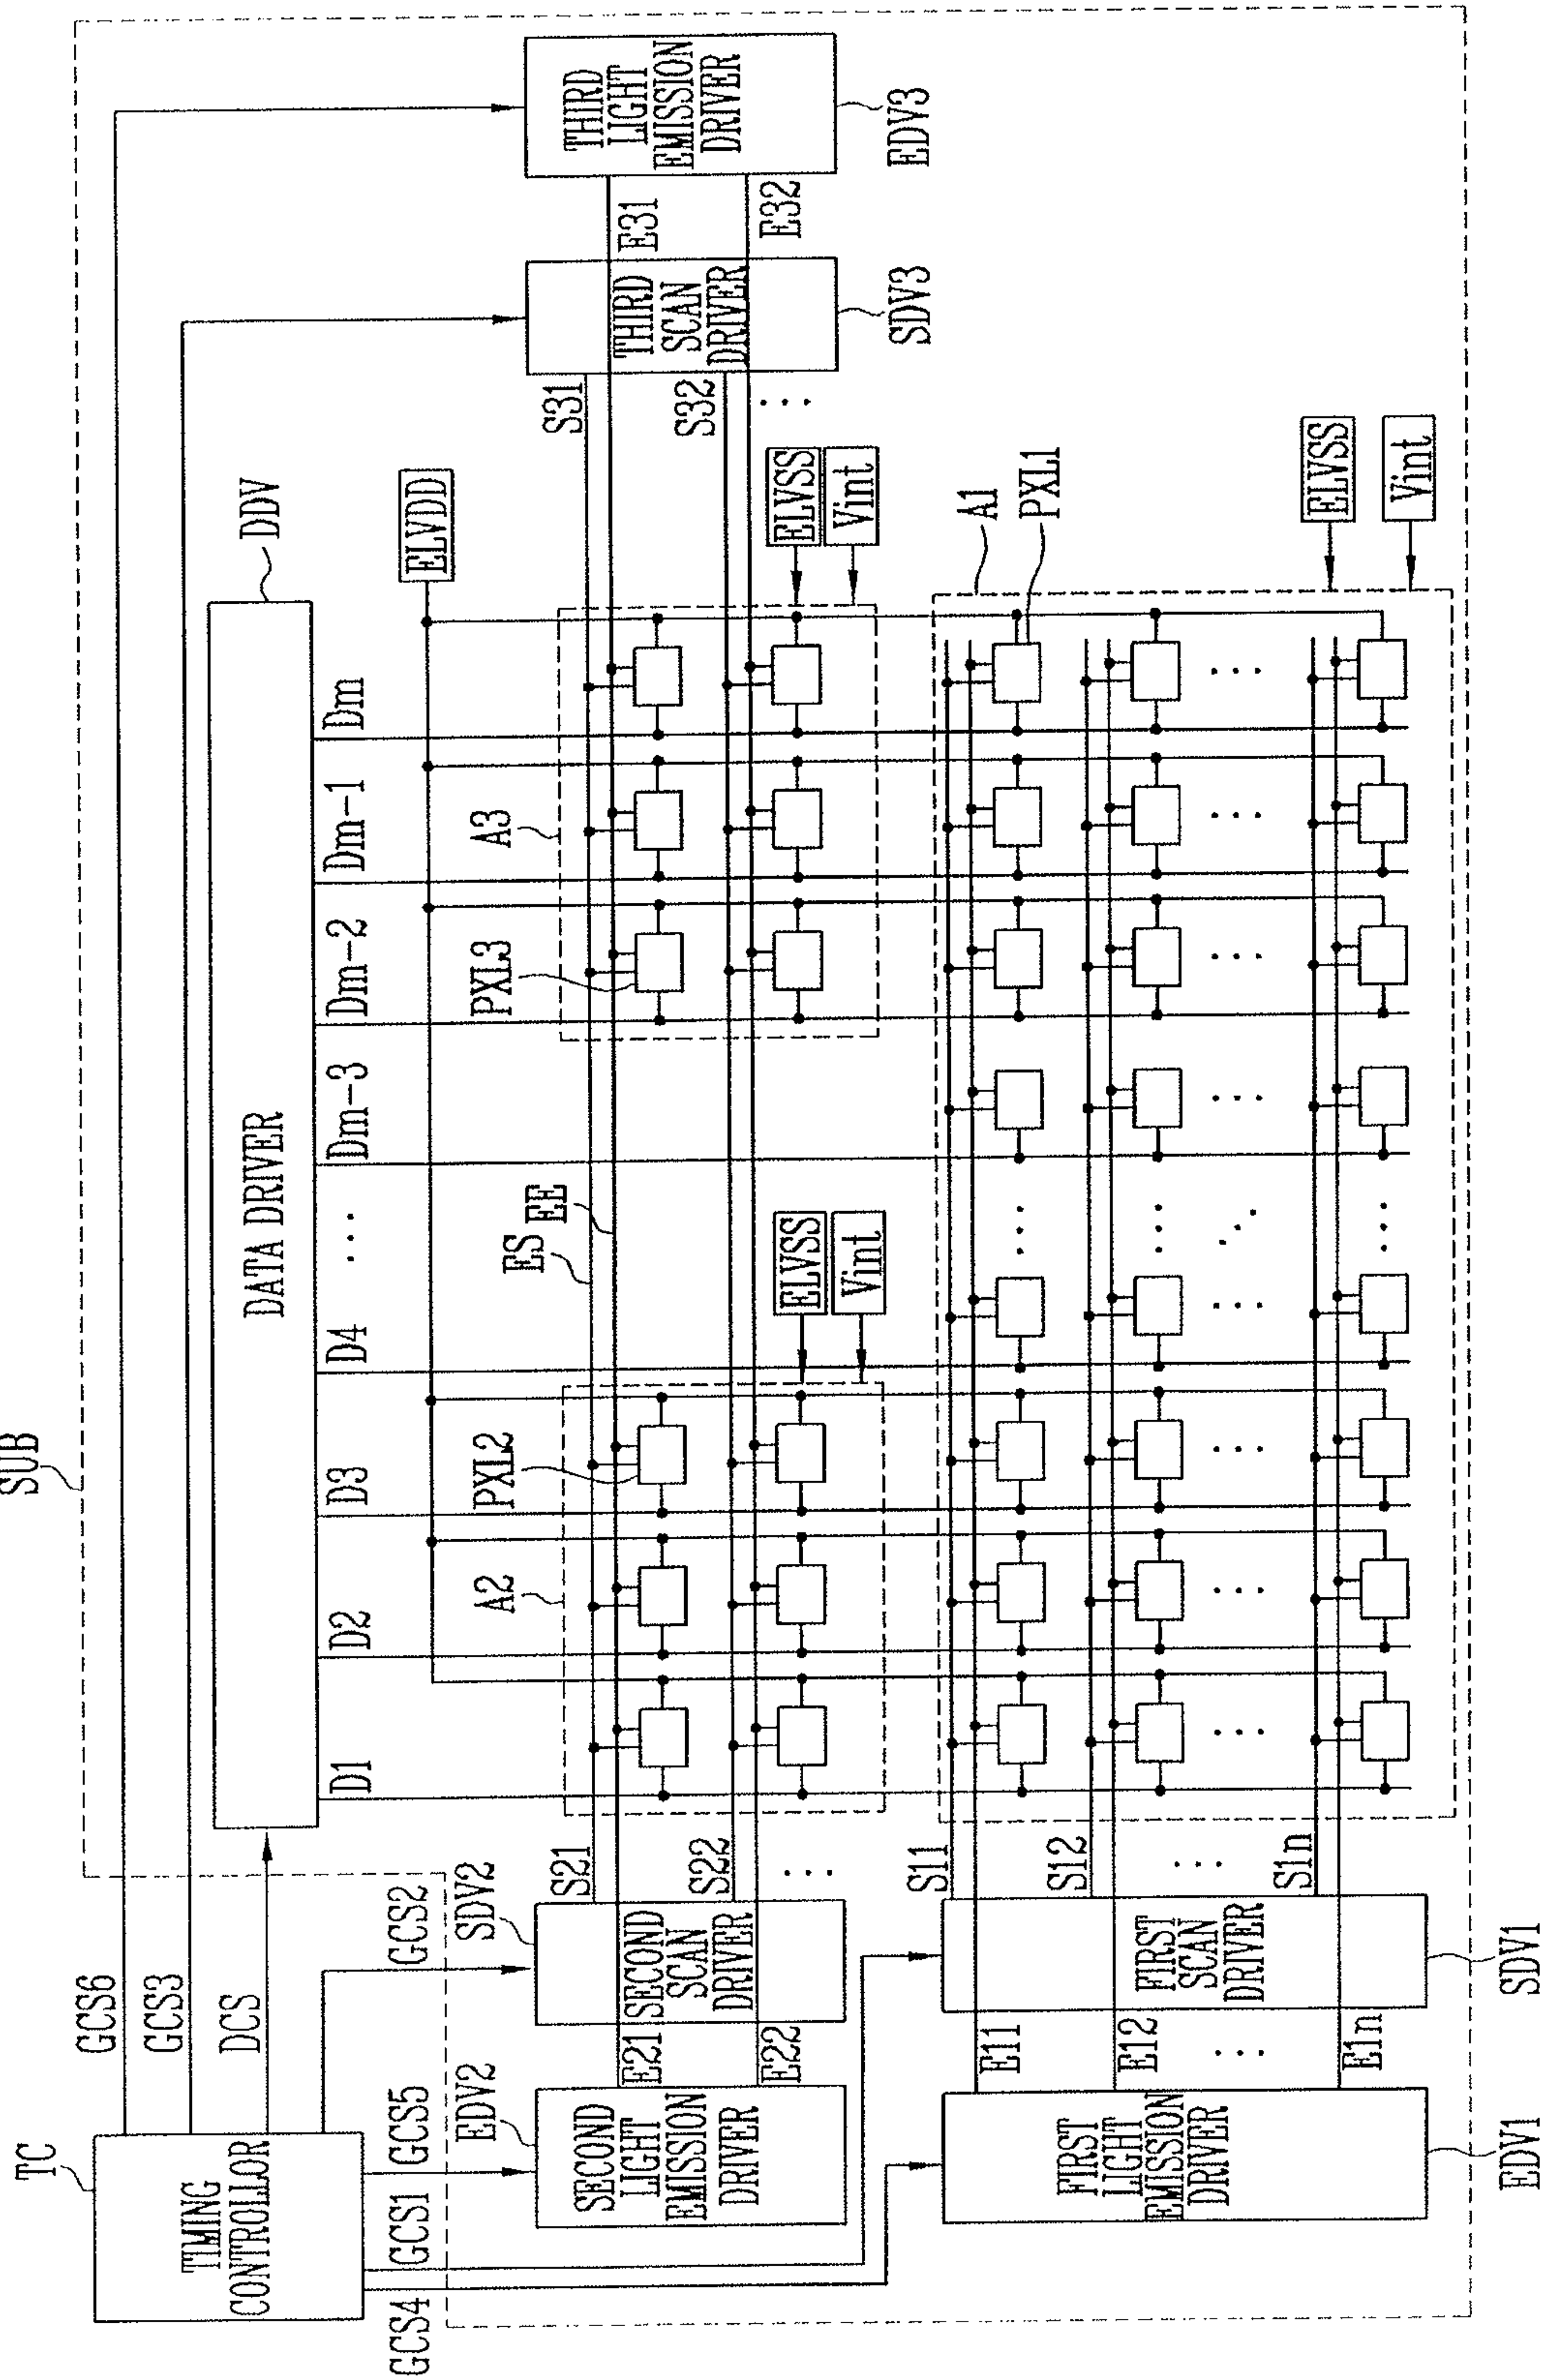 SUB
TC
TIMING
CONTROLLOR
GCS6
GCS3
DCS
GCS2
GCS5
GCS1
GCS4
DATA DRIVER
DDV
D1
D2
D3
D4
...
Dm-3
Dm-2
Dm-1
Dm
ELVDD
EDV2
SECOND
LIGHT
EMISSION
DRIVER
E21
E22
SDV2
SECOND
SCAN
DRIVER
S21
S22
...
A2
PXL2
ELVSS
Vint
ES
EE
A3
PXL3
ELVSS
Vint
S31
S32
...
THIRD
SCAN
DRIVER
SDV3
E31
E32
THIRD
LIGHT
EMISSION
DRIVER
EDV3
FIRST
LIGHT
EMISSION
DRIVER
EDV1
E11
E12
...
E1n
FIRST
SCAN
DRIVER
SDV1
S11
S12
...
S1n
A1
PXL1
ELVSS
Vint